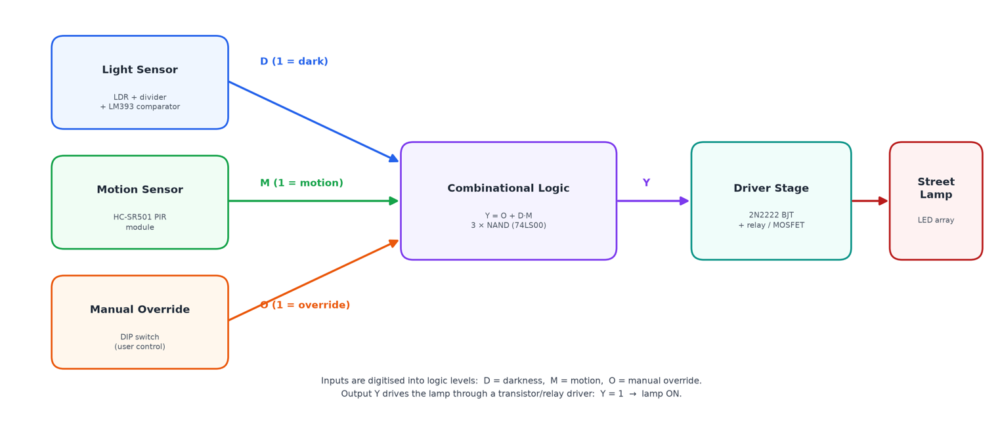 Light Sensor
LDR + divider
+ LM393 comparator
D (1 = dark)
Motion Sensor
HC-SR501 PIR
module
M (1 = motion)
Manual Override
DIP switch
(user control)
O (1 = override)
Combinational Logic
Y = O + D·M
3 × NAND (74LS00)
Y
Driver Stage
2N2222 BJT
+ relay / MOSFET
Street
Lamp
LED array
Inputs are digitised into logic levels:  D = darkness,  M = motion,  O = manual override.
Output Y drives the lamp through a transistor/relay driver:  Y = 1  →  lamp ON.